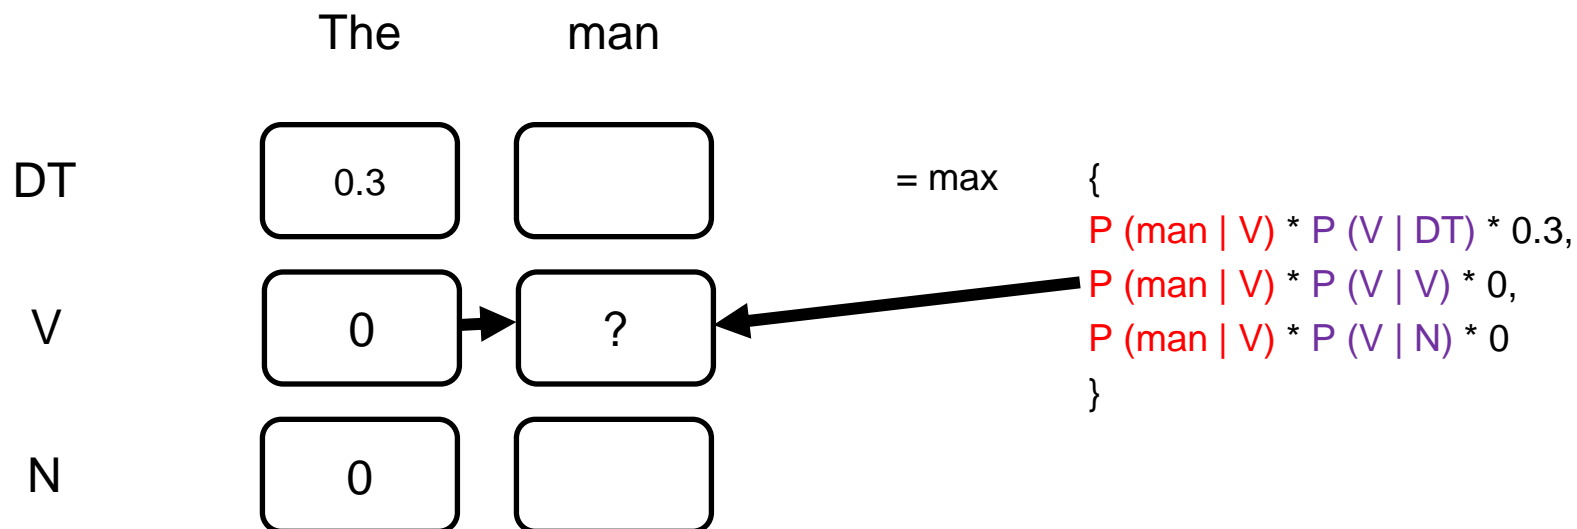 The man
DT 0.3 = max {
P (man | V) * P (V | DT) * 0.3,
P (man | V) * P (V | V) * 0,
V 0 ?
P (man | V) * P (V | N) * 0
}
N 0